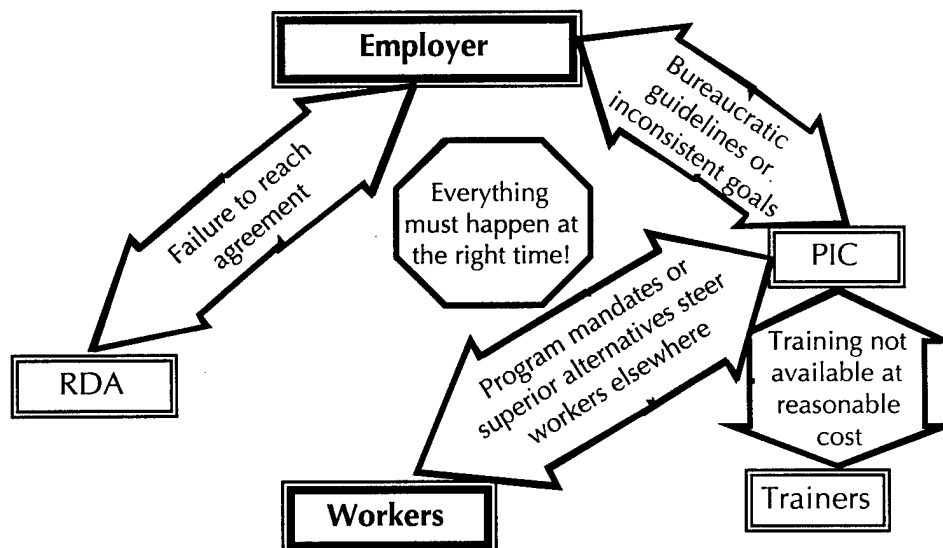 Employer
Bureaucratic
guidelines or
inconsistent goals
Failure to reach
agreement
Everything
must happen at
the right time!
PIC
Program mandates or
superior alternatives steer
workers elsewhere
Training not
available at
reasonable
cost
RDA
Workers
Trainers